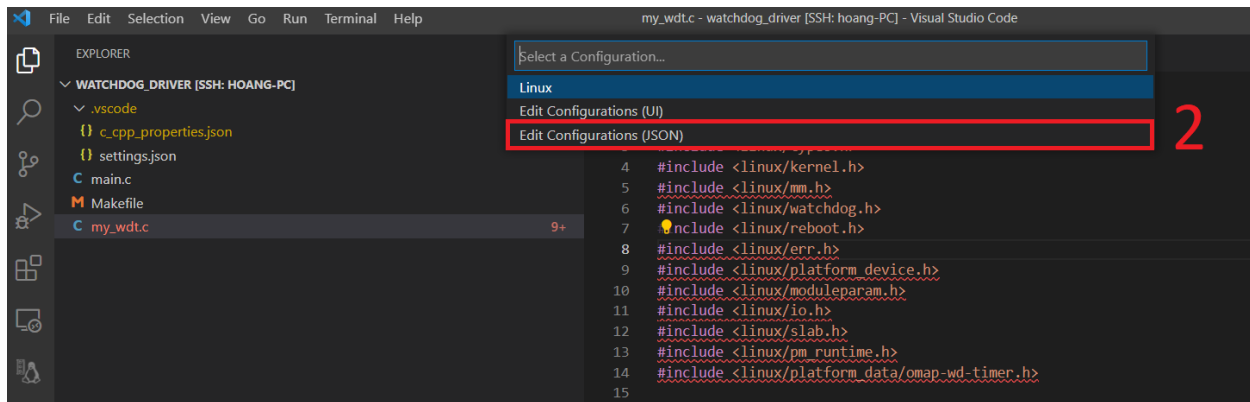 File Edit Selection View Go Run Terminal Help
my_wdt.c - watchdog_driver [SSH: hoang-PC] - Visual Studio Code
EXPLORER
WATCHDOG_DRIVER [SSH: HOANG-PC]
.vscode
{} c_cpp_properties.json
{} settings.json
C main.c
M Makefile
C my_wdt.c 9+
Select a Configuration...
Linux
Edit Configurations (UI)
Edit Configurations (JSON)
2
4 #include <linux/kernel.h>
5 #include <linux/mm.h>
6 #include <linux/watchdog.h>
7 nclude <linux/reboot.h>
8 #include <linux/err.h>
9 #include <linux/platform_device.h>
10 #include <linux/moduleparam.h>
11 #include <linux/io.h>
12 #include <linux/slab.h>
13 #include <linux/pm_runtime.h>
14 #include <linux/platform_data/omap-wd-timer.h>
15